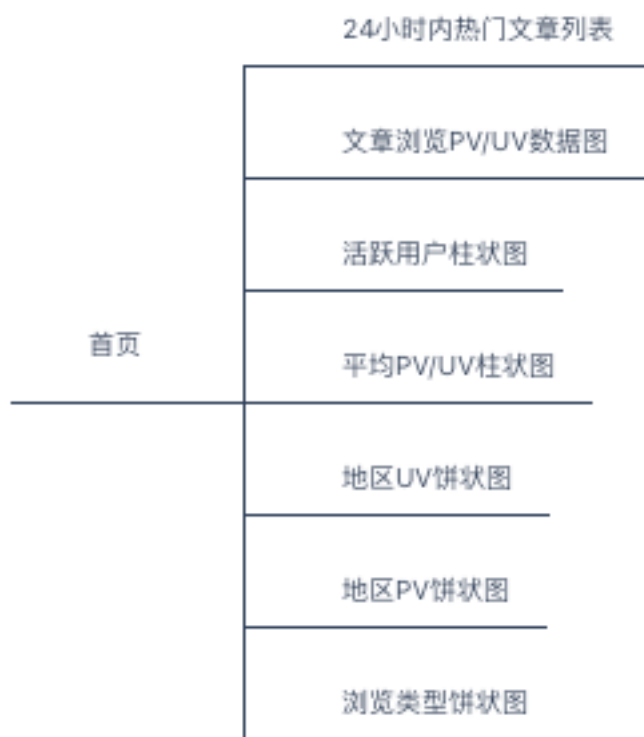 24小时内热门文章列表
文章浏览PV/UV数据图
活跃用户柱状图
首页
平均PV/UV柱状图
地区UV饼状图
地区PV饼状图
浏览类型饼状图